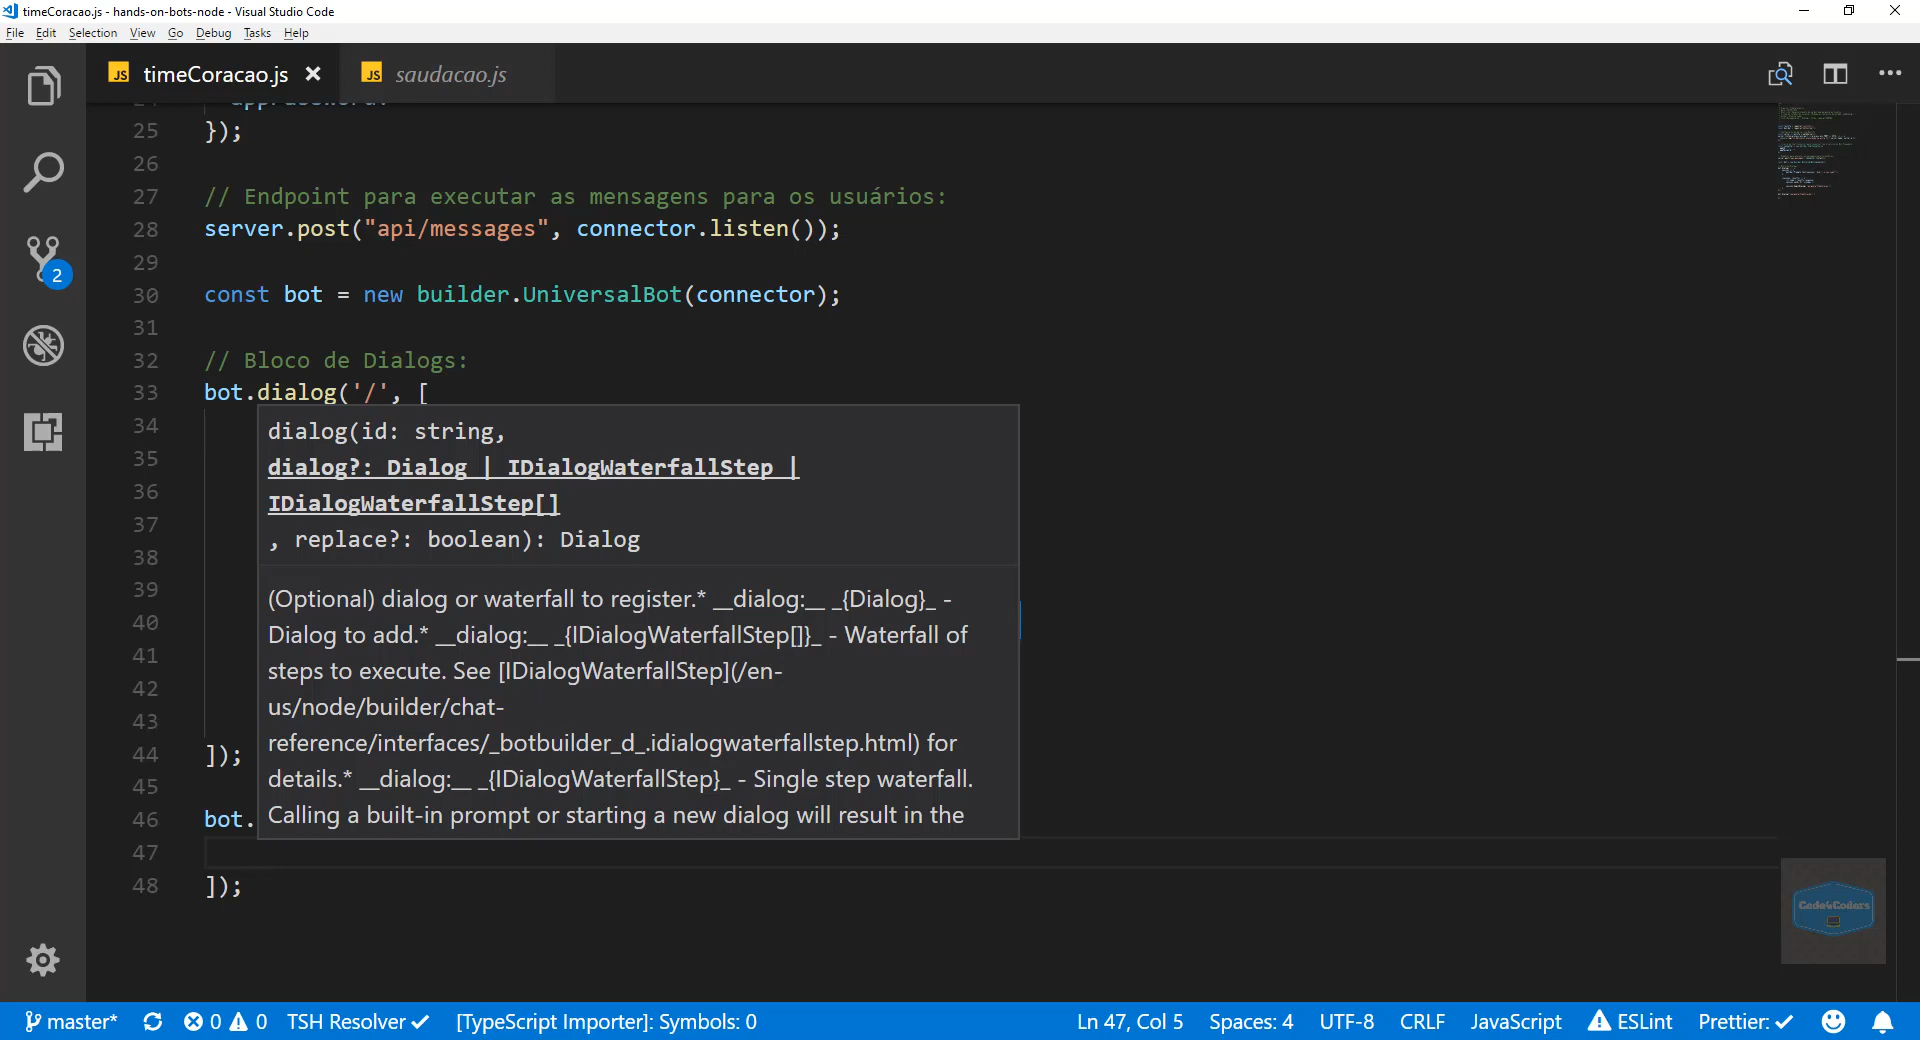 timeCoracao.js - hands-on-bots-node - Visual Studio Code
File Edit Selection View Go Debug Tasks Help
JS timeCoracao.js
JS saudacao.js
25 });
26
27 // Endpoint para executar as mensagens para os usuários:
28 server.post("api/messages", connector.listen());
29
30 const bot = new builder.UniversalBot(connector);
31
32 // Bloco de Dialogs:
33 bot.dialog('/', [
34
35
36
37
38
39
40
41
42
43
dialog(id: string,
dialog?: Dialog | IDialogWaterfallStep |
IDialogWaterfallStep[]
, replace?: boolean): Dialog
(Optional) dialog or waterfall to register.* __dialog:__ _{Dialog}_ -
Dialog to add.* __dialog:__ _{IDialogWaterfallStep[]}_ - Waterfall of
steps to execute. See [IDialogWaterfallStep](/en-
us/node/builder/chat-
reference/interfaces/_botbuilder_d_.idialogwaterfallstep.html) for
details.* __dialog:__ _{IDialogWaterfallStep}_ - Single step waterfall.
Calling a built-in prompt or starting a new dialog will result in the
44 ]);
45
46 bot.
47
48 ]);
2
Code4Coders
master* 0 0 TSH Resolver [TypeScript Importer]: Symbols: 0 Ln 47, Col 5 Spaces: 4 UTF-8 CRLF JavaScript ESLint Prettier: